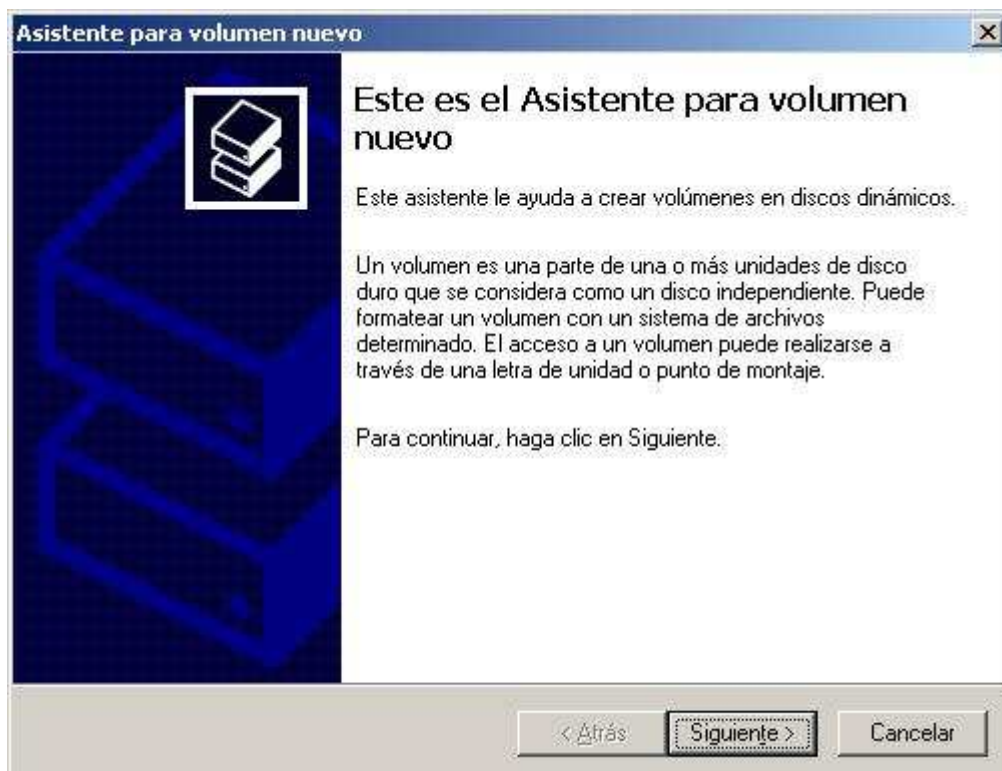 Asistente para volumen nuevo
Este es el Asistente para volumen
nuevo
Este asistente le ayuda a crear volúmenes en discos dinámicos.
Un volumen es una parte de una o más unidades de disco
duro que se considera como un disco independiente. Puede
formatear un volumen con un sistema de archivos
determinado. El acceso a un volumen puede realizarse a
través de una letra de unidad o punto de montaje.
Para continuar, haga clic en Siguiente.
< Atrás
Siguiente >
Cancelar